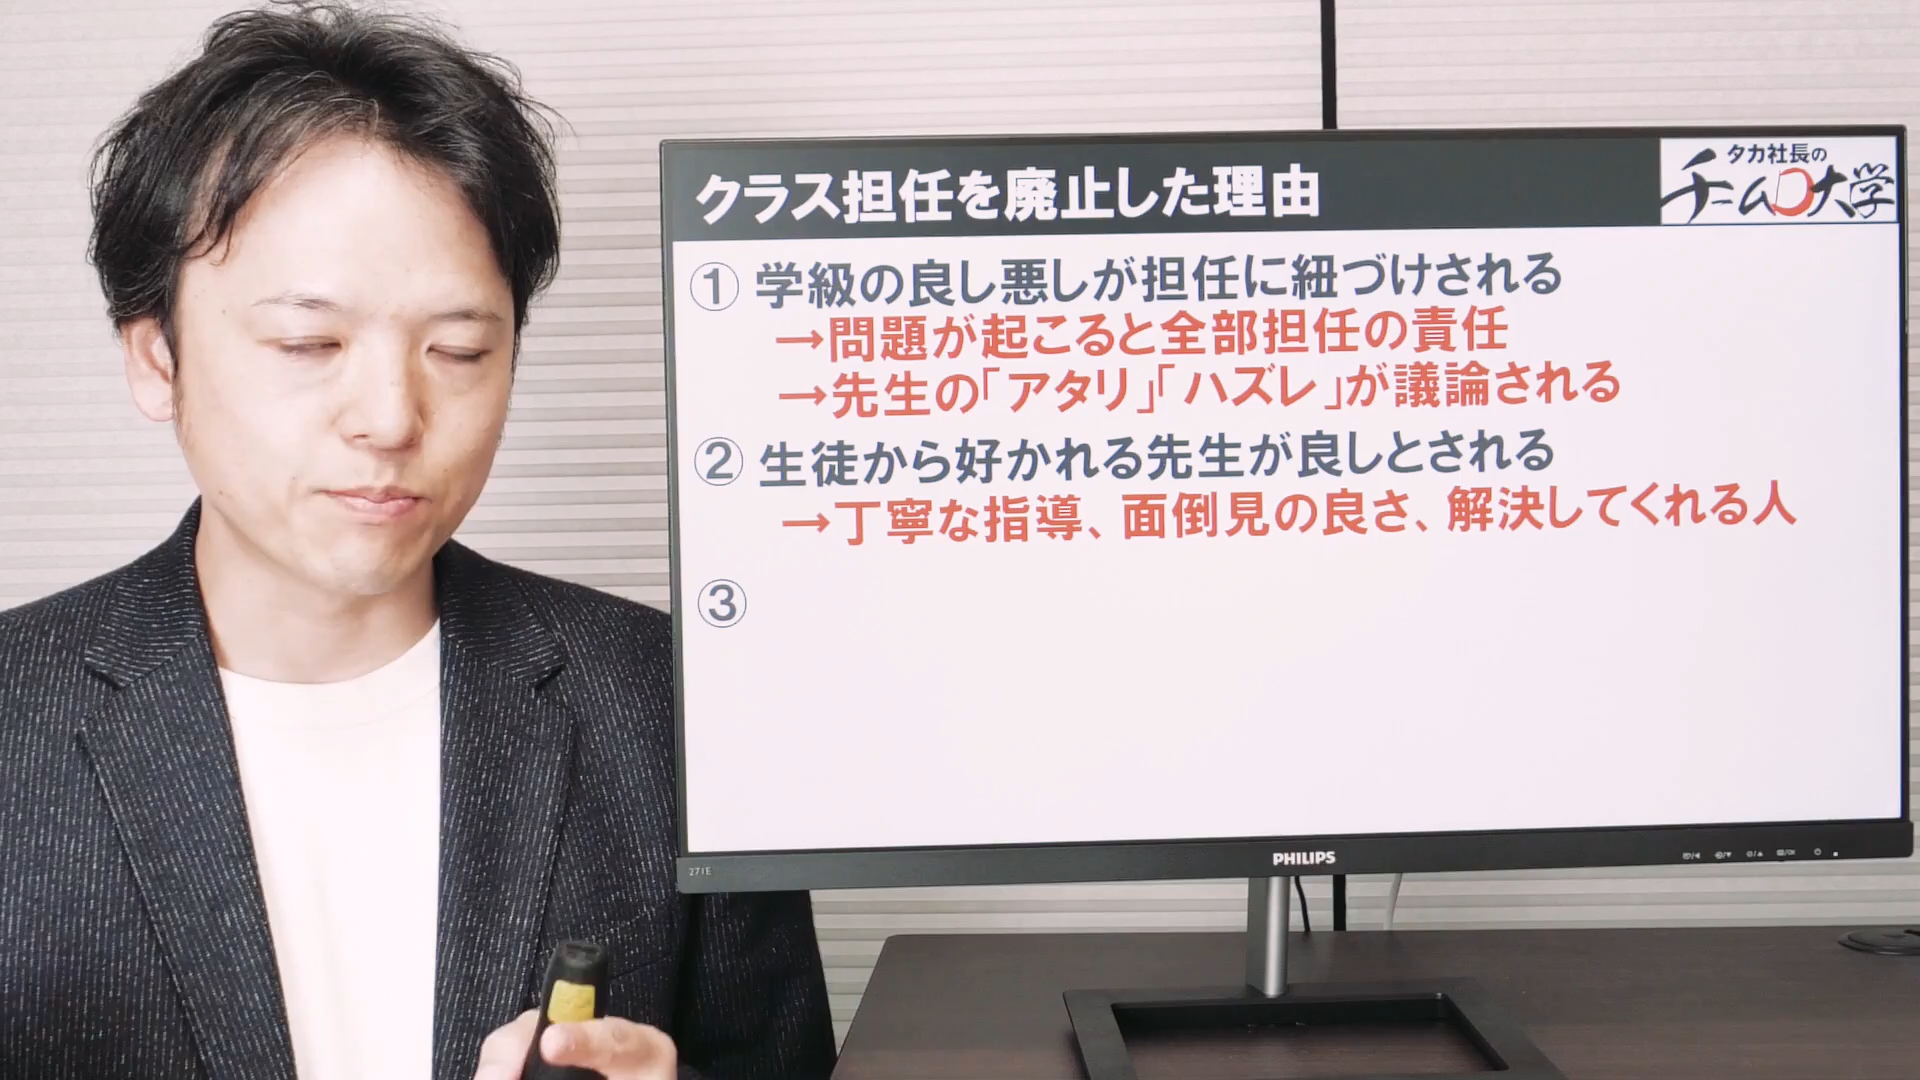 クラス担任を廃止した理由
タカ社長の
チームD大学
① 学級の良し悪しが担任に紐づけされる
→問題が起こると全部担任の責任
→先生の「アタリ」「ハズレ」が議論される
② 生徒から好かれる先生が良しとされる
→丁寧な指導、面倒見の良さ、解決してくれる人
③
PHILIPS
271E